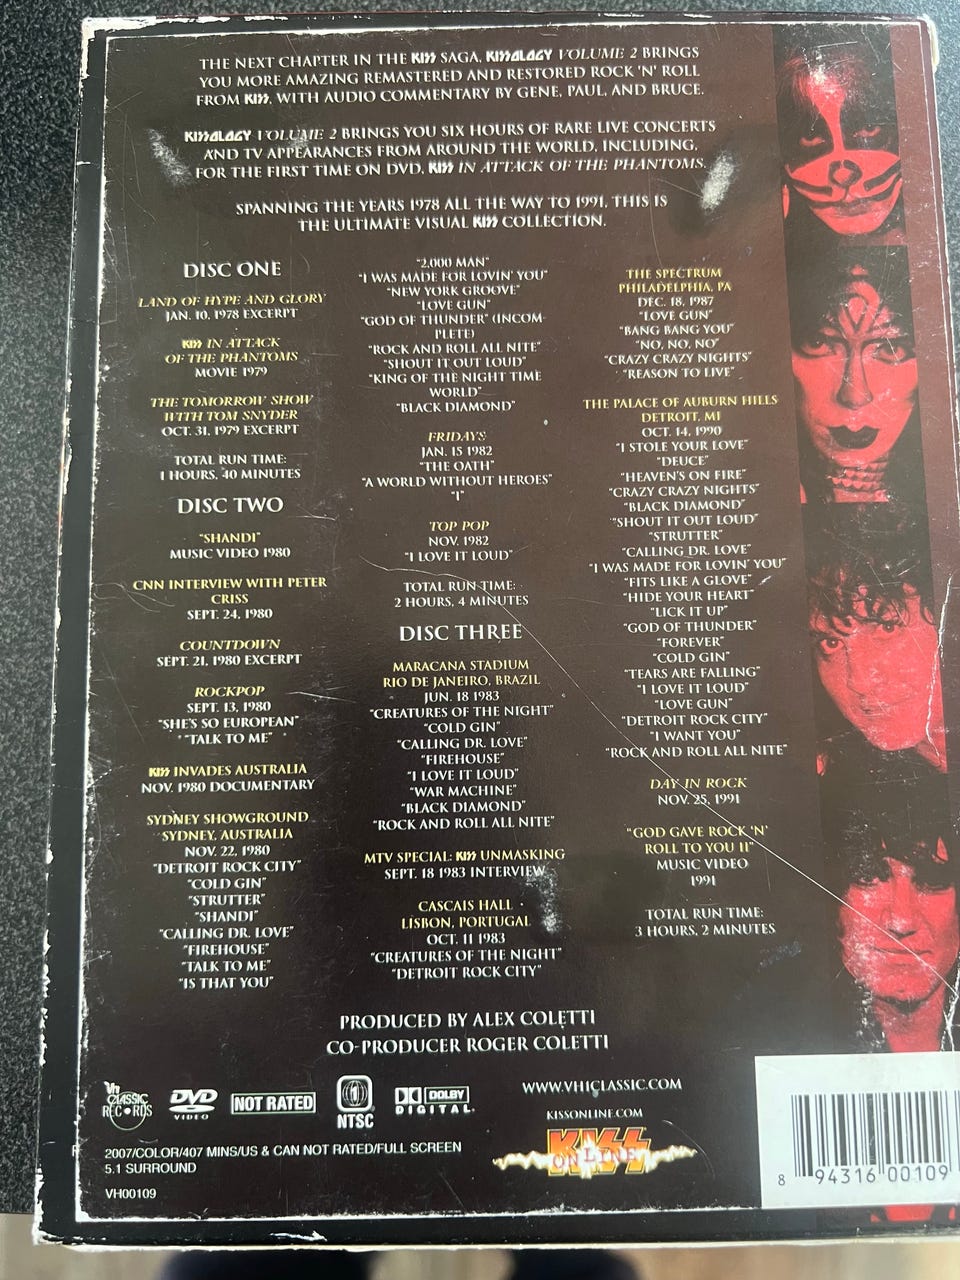 THE NEXT CHAPTER IN THE KISS SAGA, KISSOLOGY VOLUME 2 BRINGS
YOU MORE AMAZING REMASTERED AND RESTORED ROCK 'N' ROLL
FROM KISS, WITH AUDIO COMMENTARY BY GENE, PAUL, AND BRUCE.
KISSOLOGY VOLUME 2 BRINGS YOU SIX HOURS OF RARE LIVE CONCERTS
AND TV APPEARANCES FROM AROUND THE WORLD, INCLUDING,
FOR THE FIRST TIME ON DVD, KISS IN ATTACK OF THE PHANTOMS.
SPANNING THE YEARS 1978 ALL THE WAY TO 1991, THIS IS
THE ULTIMATE VISUAL KISS COLLECTION.
DISC ONE
LAND OF HYPE AND GLORY
JAN. 10, 1978 EXCERPT
KISS IN ATTACK
OF THE PHANTOMS
MOVIE 1979
THE TOMORROW SHOW
WITH TOM SNYDER
OCT. 31, 1979 EXCERPT
TOTAL RUN TIME:
1 HOURS, 40 MINUTES
DISC TWO
"SHANDI"
MUSIC VIDEO 1980
CNN INTERVIEW WITH PETER
CRISS
SEPT. 24, 1980
COUNTDOWN
SEPT. 21, 1980 EXCERPT
ROCKPOP
SEPT. 13, 1980
"SHE'S SO EUROPEAN"
"TALK TO ME"
KISS INVADES AUSTRALIA
NOV. 1980 DOCUMENTARY
SYDNEY SHOWGROUND
SYDNEY, AUSTRALIA
NOV. 22, 1980
"DETROIT ROCK CITY"
"COLD GIN"
"STRUTTER"
"SHANDI"
"CALLING DR. LOVE"
"FIREHOUSE"
"TALK TO ME"
"IS THAT YOU"
"2,000 MAN"
"I WAS MADE FOR LOVIN' YOU"
"NEW YORK GROOVE"
"LOVE GUN"
"GOD OF THUNDER" (INCOM-
PLETE)
"ROCK AND ROLL ALL NITE"
"SHOUT IT OUT LOUD"
"KING OF THE NIGHT TIME
WORLD"
"BLACK DIAMOND"
FRIDAYS
JAN. 15 1982
"THE OATH"
"A WORLD WITHOUT HEROES"
"I"
TOP POP
NOV. 1982
"I LOVE IT LOUD"
TOTAL RUN TIME:
2 HOURS, 4 MINUTES
DISC THREE
MARACANA STADIUM
RIO DE JANEIRO, BRAZIL
JUN. 18 1983
"CREATURES OF THE NIGHT"
"COLD GIN"
"CALLING DR. LOVE"
"FIREHOUSE"
"I LOVE IT LOUD"
"WAR MACHINE"
"BLACK DIAMOND"
"ROCK AND ROLL ALL NITE"
MTV SPECIAL: KISS UNMASKING
SEPT. 18 1983 INTERVIEW
CASCAIS HALL
LISBON, PORTUGAL
OCT. 11 1983
"CREATURES OF THE NIGHT"
"DETROIT ROCK CITY"
THE SPECTRUM
PHILADELPHIA, PA
DEC. 18, 1987
"LOVE GUN"
"BANG BANG YOU"
"NO, NO, NO"
"CRAZY CRAZY NIGHTS"
"REASON TO LIVE"
THE PALACE OF AUBURN HILLS
DETROIT, MI
OCT. 14, 1990
"I STOLE YOUR LOVE"
"DEUCE"
"HEAVEN'S ON FIRE"
"CRAZY CRAZY NIGHTS"
"BLACK DIAMOND"
"SHOUT IT OUT LOUD"
"STRUTTER"
"CALLING DR. LOVE"
"I WAS MADE FOR LOVIN' YOU"
"FITS LIKE A GLOVE"
"HIDE YOUR HEART"
"LICK IT UP"
"GOD OF THUNDER"
"FOREVER"
"COLD GIN"
"TEARS ARE FALLING"
"I LOVE IT LOUD"
"LOVE GUN"
"DETROIT ROCK CITY"
"I WANT YOU"
"ROCK AND ROLL ALL NITE"
DAY IN ROCK
NOV. 25, 1991
"GOD GAVE ROCK 'N'
ROLL TO YOU II"
MUSIC VIDEO
1991
TOTAL RUN TIME:
3 HOURS, 2 MINUTES
PRODUCED BY ALEX COLETTI
CO-PRODUCER ROGER COLETTI
VH1 CLASSIC RECORDS
DVD VIDEO
NOT RATED
1 NTSC
DOLBY DIGITAL
WWW.VH1CLASSIC.COM
KISSONLINE.COM
KISS ONLINE
2007/COLOR/407 MINS/US & CAN NOT RATED/FULL SCREEN
5.1 SURROUND
VH00109
8 94316 00109